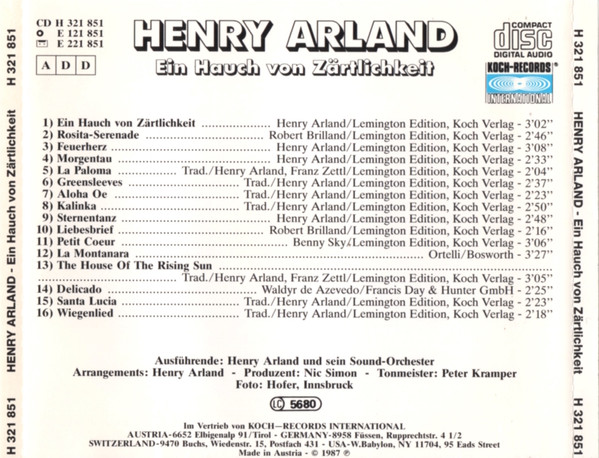 CD H 321 851
E 121 851
E 221 851
A D D
HENRY ARLAND
Ein Hauch von Zärtlichkeit
COMPACT
disc
DIGITAL AUDIO
KOCH-RECORDS
INTERNATIONAL
1) Ein Hauch von Zärtlichkeit .................. Henry Arland/Lemington Edition, Koch Verlag - 3'02"
2) Rosita-Serenade .................. Robert Brilland/Lemington Edition, Koch Verlag - 2'46"
3) Feuerherz .................. Henry Arland/Lemington Edition, Koch Verlag - 3'08"
4) Morgentau .................. Henry Arland/Lemington Edition, Koch Verlag - 2'33"
5) La Paloma .................. Trad./Henry Arland, Franz Zettl/Lemington Edition, Koch Verlag - 2'04"
6) Greensleeves .................. Trad./Henry Arland/Lemington Edition, Koch Verlag - 2'37"
7) Aloha Oe .................. Trad./Henry Arland/Lemington Edition, Koch Verlag - 2'23"
8) Kalinka .................. Trad./Henry Arland/Lemington Edition, Koch Verlag - 2'50"
9) Sternentanz .................. Henry Arland/Lemington Edition, Koch Verlag - 2'48"
10) Liebesbrief .................. Robert Brilland/Lemington Edition, Koch Verlag - 2'16"
11) Petit Coeur .................. Benny Sky/Lemington Edition, Koch Verlag - 3'06"
12) La Montanara .................. Ortelli/Bosworth - 3'27"
13) The House Of The Rising Sun ..................
.................. Trad./Henry Arland, Franz Zettl/Lemington Edition, Koch Verlag - 3'05"
14) Delicado .................. Waldyr de Azevedo/Francis Day & Hunter GmbH - 2'25"
15) Santa Lucia .................. Trad./Henry Arland/Lemington Edition, Koch Verlag - 2'23"
16) Wiegenlied .................. Trad./Henry Arland/Lemington Edition, Koch Verlag - 2'18"
Ausführende: Henry Arland und sein Sound-Orchester
Arrangements: Henry Arland - Produzent: Nic Simon - Tonmeister: Peter Kramper
Foto: Hofer, Innsbruck
LC 5680
Im Vertrieb von KOCH—RECORDS INTERNATIONAL
AUSTRIA-6652 Elbigenalp 91/Tirol - GERMANY-8958 Füssen, Rupprechtstr. 4 1/2
SWITZERLAND-9470 Buchs, Wiedenstr. 15, Postfach 431 - USA-W.Babylon, NY 11704, 95 Eads Street
Made in Austria - © 1987 ℗
H 321 851 HENRY ARLAND - Ein Hauch von Zärtlichkeit H 321 851
H 321 851 HENRY ARLAND - Ein Hauch von Zärtlichkeit H 321 851